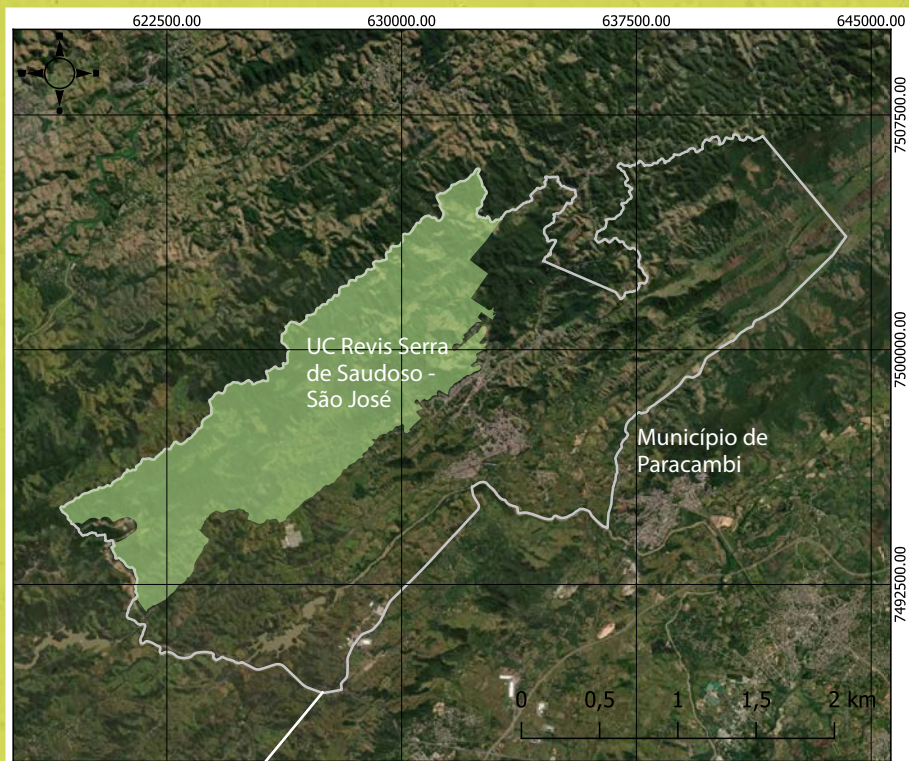 622500.00 630000.00 637500.00 645000.00
7507500.00
UC Revis Serra
de Saudoso -
São José
7500000.00
Município de
Paracambi
7492500.00
0 0,5 1 1,5 2 km